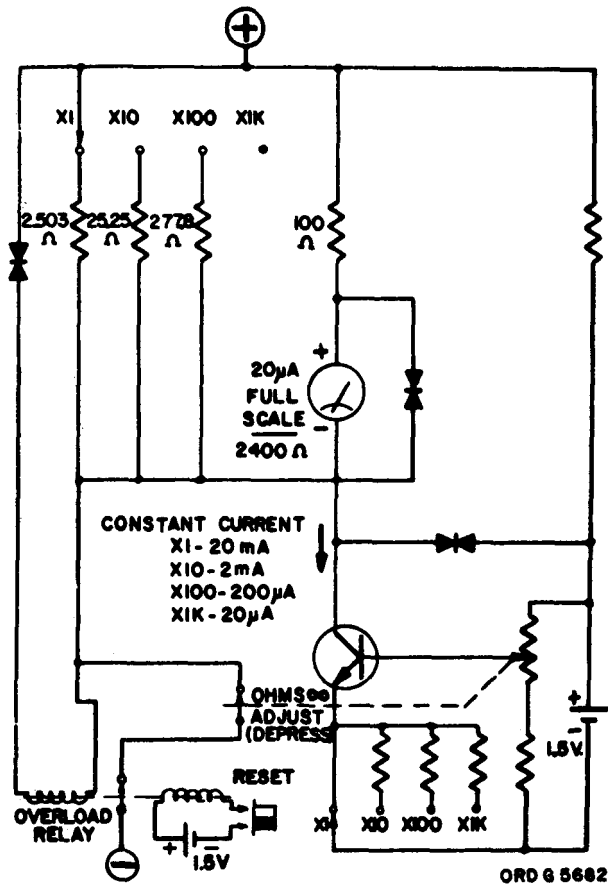 +
X1 X10 X100 X1K
2.503 Ω 25.25 277.8 Ω 100 Ω
+
20μA
FULL
SCALE
-
2400 Ω
CONSTANT CURRENT
X1-20 mA
X10-2mA
X100-200μA
X1K-20μA
OHMS∞
ADJUST
(DEPRESS)
+
-
1.5V.
RESET
OVERLOAD
RELAY
+ -
1.5V
X1 X10 X100 X1K
-
ORD G 5682